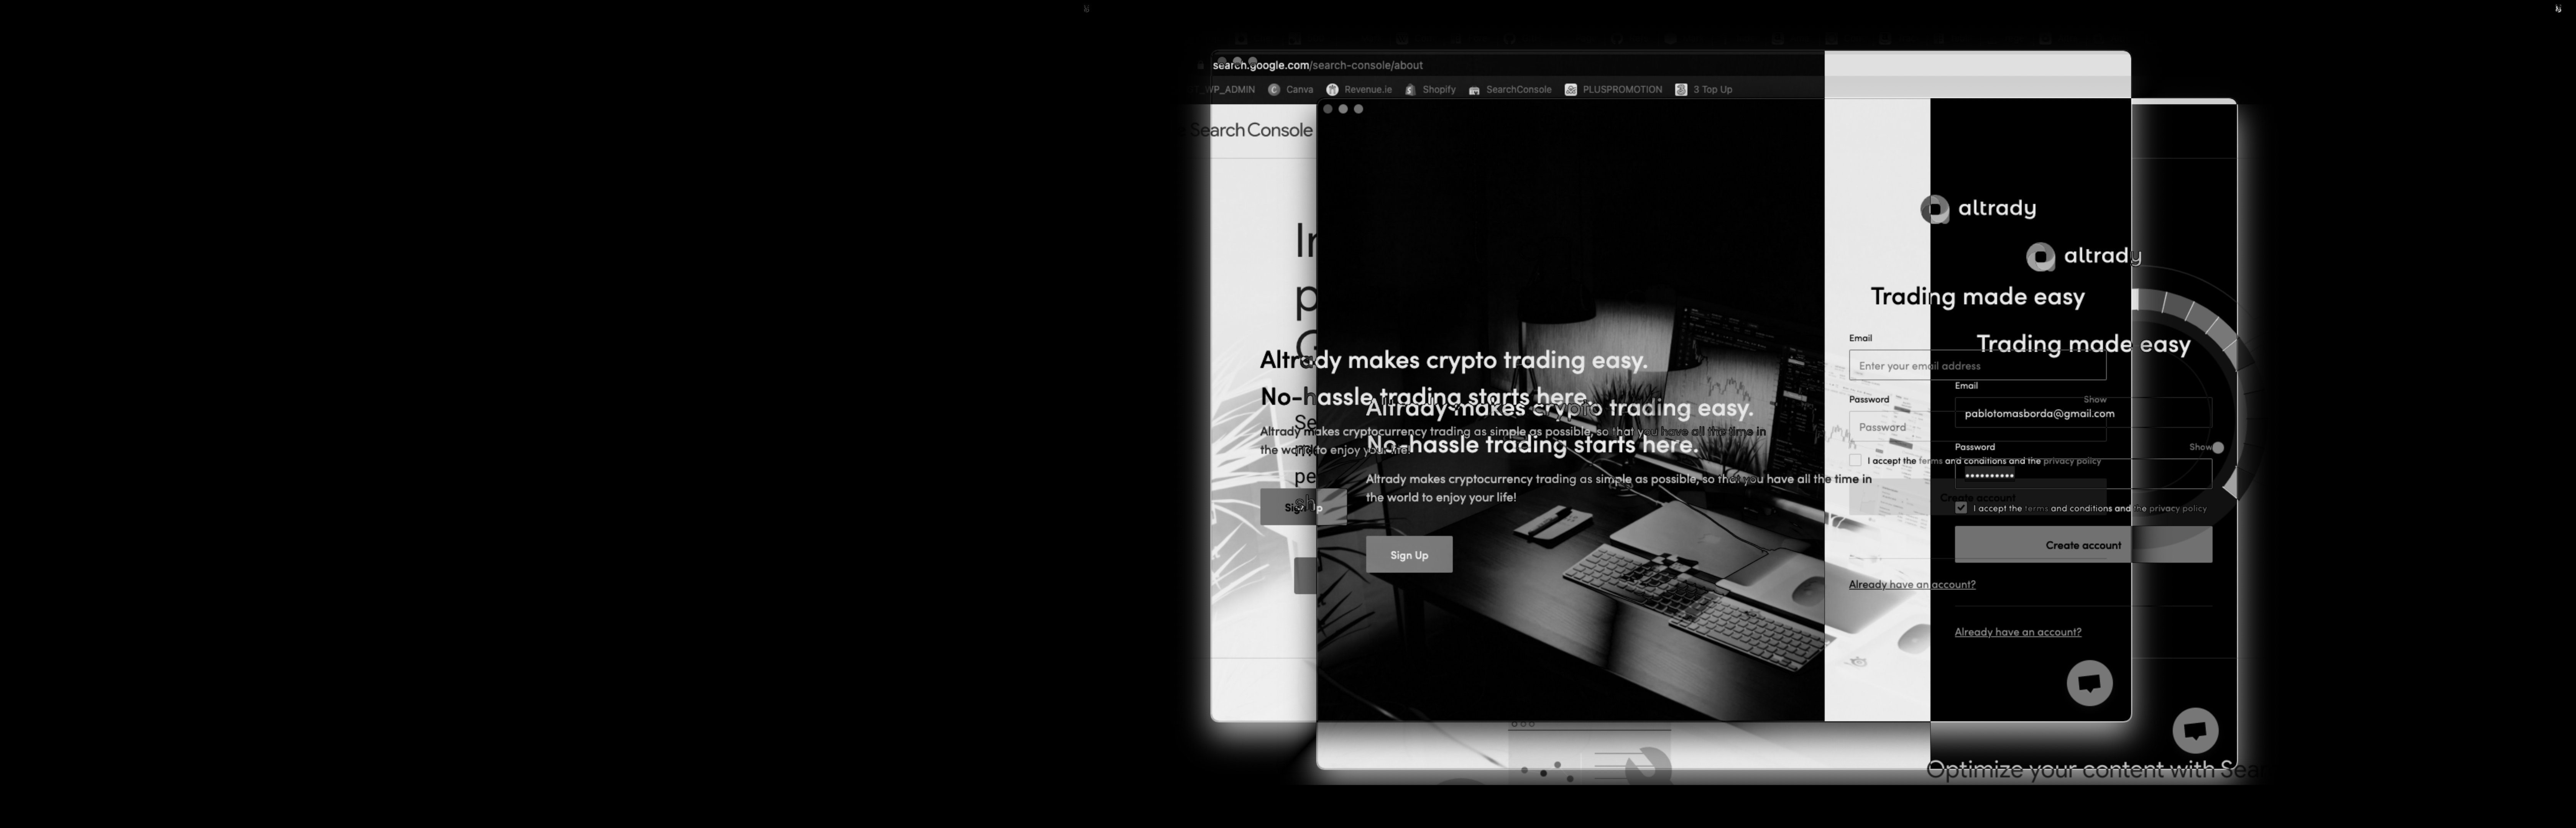 search.google.com/search-console/about
WP_ADMIN Canva Revenue.ie Shopify SearchConsole PLUSPROMOTION 3 Top Up
Search Console
altrady
altrady
Trading made easy
Trading made easy
Email
Enter your email address
Password Show
Password
I accept the terms and conditions and the privacy policy
Create account
Already have an account?
Email
pablotomasborda@gmail.com
Password Show
••••••••••
I accept the terms and conditions and the privacy policy
Create account
Already have an account?
Altrady makes crypto trading easy.
No-hassle trading starts here.
Altrady makes cryptocurrency trading as simple as possible, so that you have all the time in
the world to enjoy your life!
Sign Up
Altrady makes crypto trading easy.
No-hassle trading starts here.
Altrady makes cryptocurrency trading as simple as possible, so that you have all the time in
the world to enjoy your life!
Sign Up
Optimize your content with